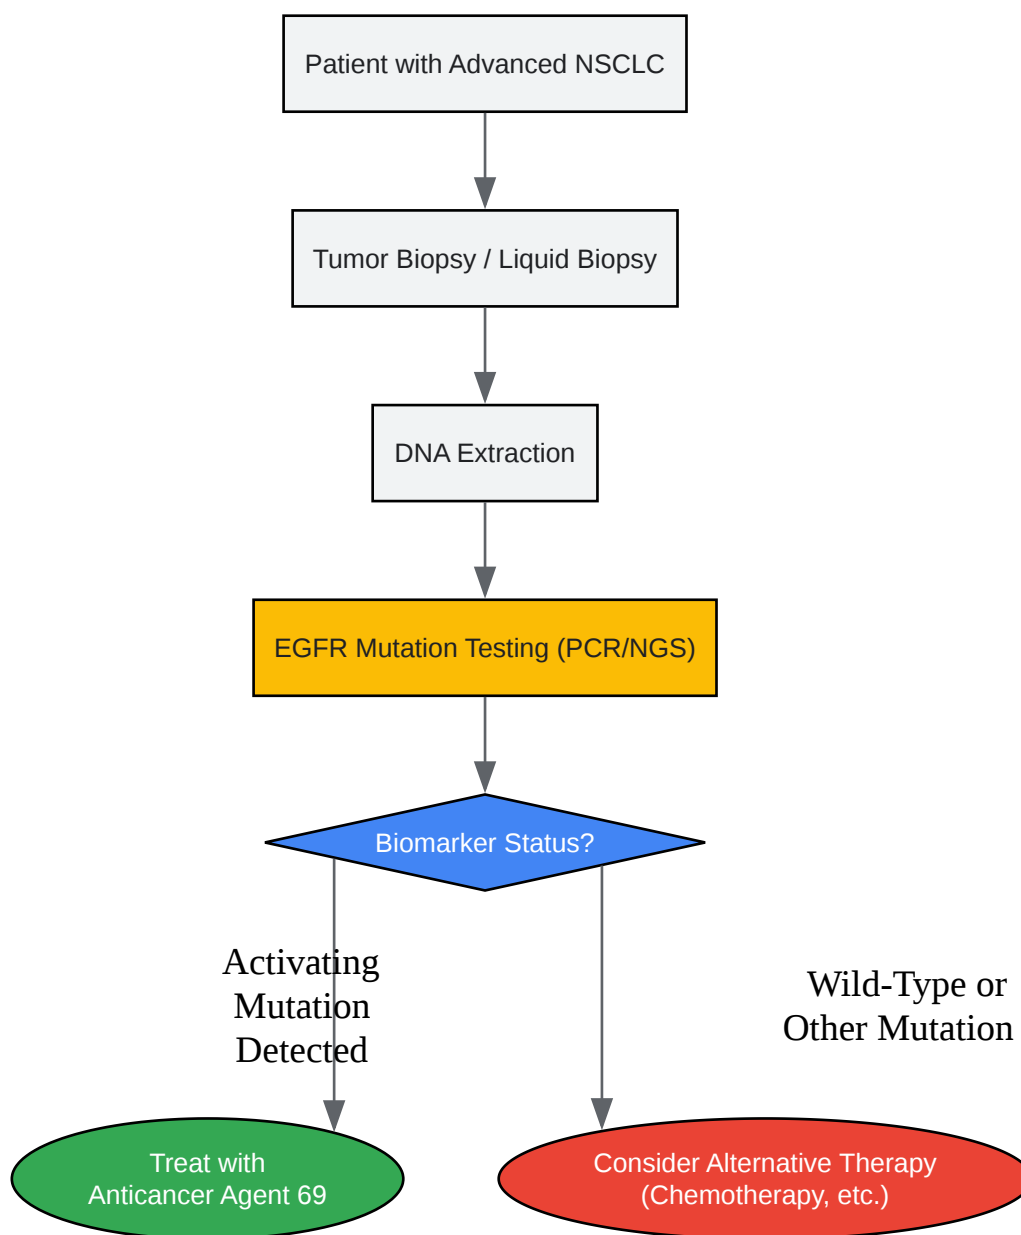 Patient with Advanced NSCLC
Tumor Biopsy / Liquid Biopsy
DNA Extraction
EGFR Mutation Testing (PCR/NGS)
Biomarker Status?
Activating
Mutation
Detected
Wild-Type or
Other Mutation
Treat with
Anticancer Agent 69
Consider Alternative Therapy
(Chemotherapy, etc.)